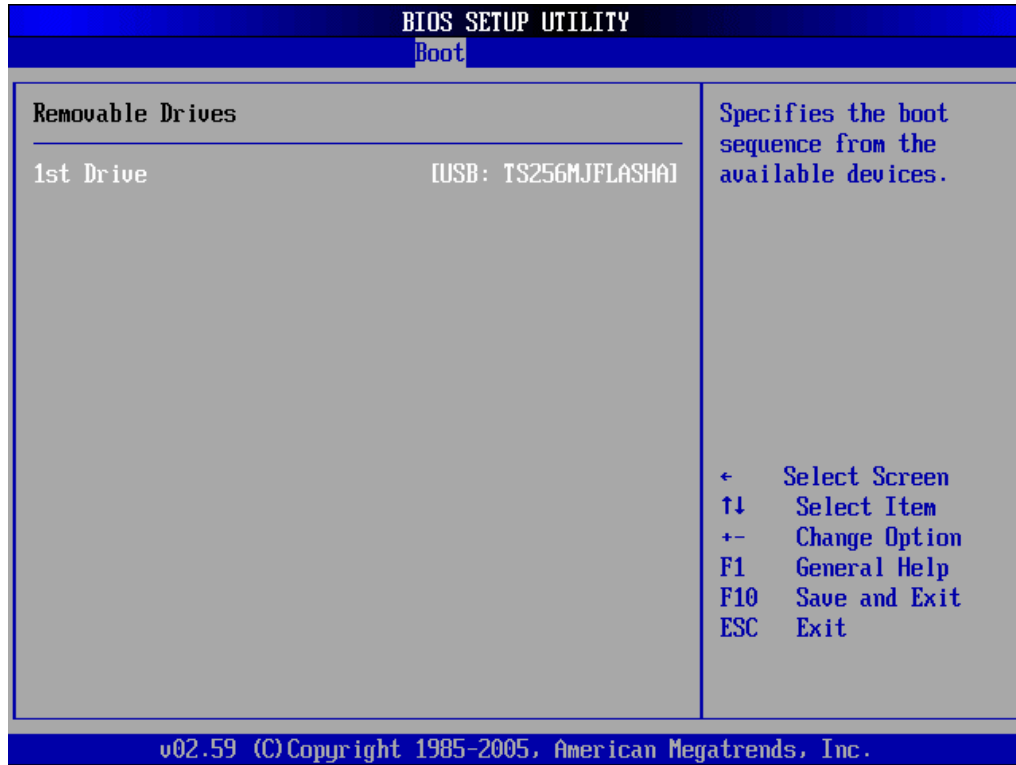 BIOS SETUP UTILITY
Boot
Removable Drives
1st Drive [USB: TS256MJFLASHA]
Specifies the boot
sequence from the
available devices.
← Select Screen
↑↓ Select Item
+- Change Option
F1 General Help
F10 Save and Exit
ESC Exit
v02.59 (C)Copyright 1985-2005, American Megatrends, Inc.